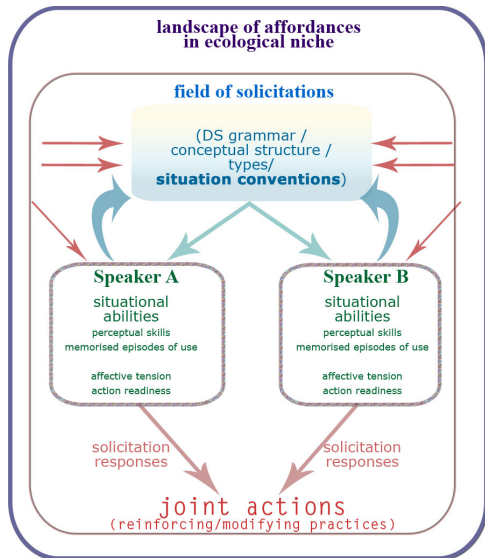 landscape of affordances
in ecological niche
field of solicitations
(DS grammar /
conceptual structure /
types/
situation conventions)
Speaker A
situational
abilities
perceptual skills
memorised episodes of use
affective tension
action readiness
Speaker B
situational
abilities
perceptual skills
memorised episodes of use
affective tension
action readiness
solicitation
responses
solicitation
responses
joint actions
(reinforcing/modifying practices)